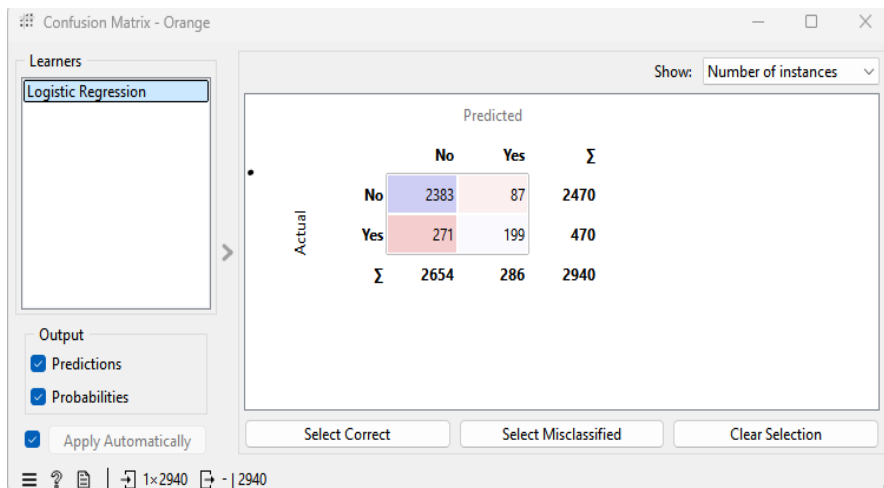 Confusion Matrix - Orange
Learners
Logistic Regression
Show: Number of instances
Predicted
No Yes Σ
No 2383 87 2470
Actual
Yes 271 199 470
Σ 2654 286 2940
Output
Predictions
Probabilities
Apply Automatically
Select Correct Select Misclassified Clear Selection
1×2940 - | 2940